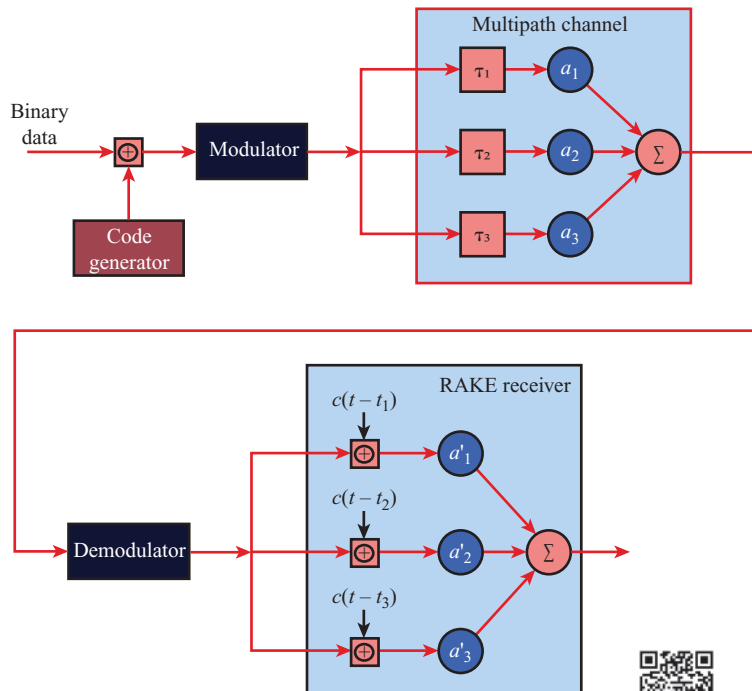 Multipath channel
τ₁
a₁
Binary
data
⊕
Modulator
τ₂
a₂
Σ
Code
generator
τ₃
a₃
RAKE receiver
c(t – t₁)
⊕
a'₁
c(t – t₂)
Demodulator
⊕
a'₂
Σ
c(t – t₃)
⊕
a'₃